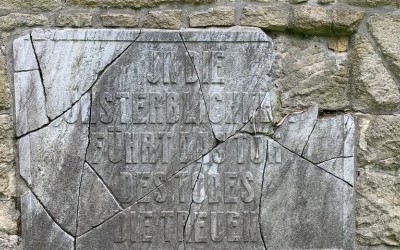 IN DIE
UNSTERBLICHKEIT
FÜHRT DAS TOR
DES TODES
DIE TREUEN